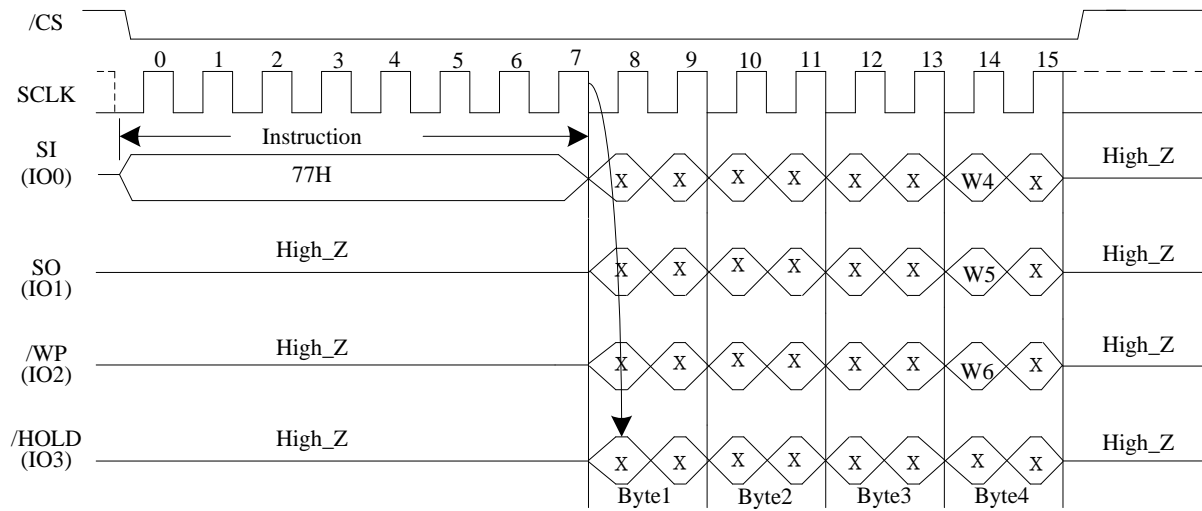 /CS
0 1 2 3 4 5 6 7 8 9 10 11 12 13 14 15
SCLK
Instruction
SI
(IO0)
77H
X X X X X X W4 X
High_Z
SO
(IO1)
High_Z
X X X X X X W5 X
High_Z
/WP
(IO2)
High_Z
X X X X X X W6 X
High_Z
/HOLD
(IO3)
High_Z
X X X X X X X X
High_Z
Byte1 Byte2 Byte3 Byte4